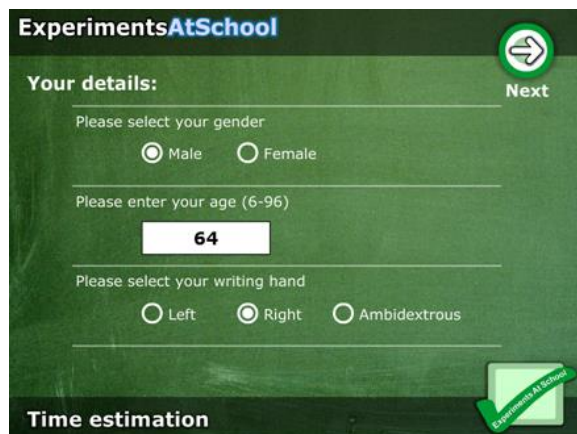 ExperimentsAtSchool
Next
Your details:
Please select your gender
Male Female
Please enter your age (6-96)
64
Please select your writing hand
Left Right Ambidextrous
Experiments At School
Time estimation